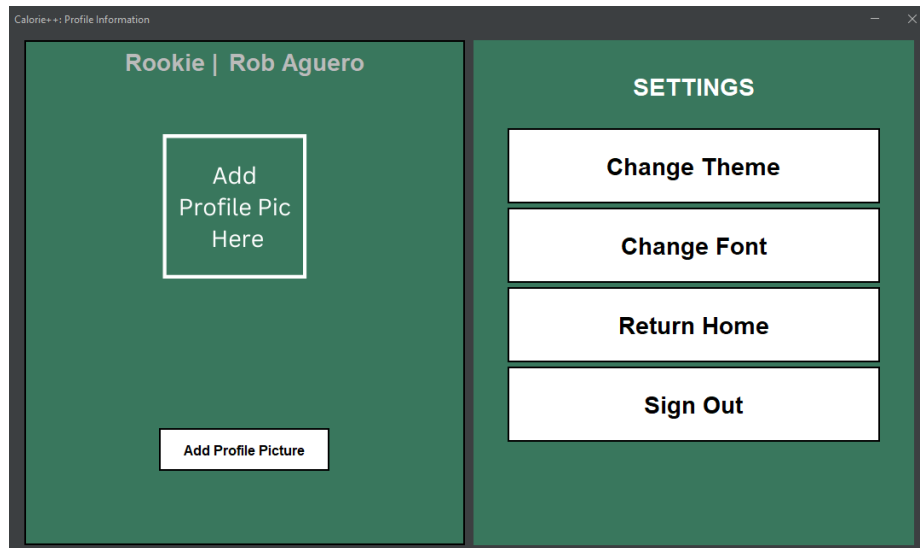 Calorie++: Profile Information
Rookie | Rob Aguero
Add
Profile Pic
Here
Add Profile Picture
SETTINGS
Change Theme
Change Font
Return Home
Sign Out